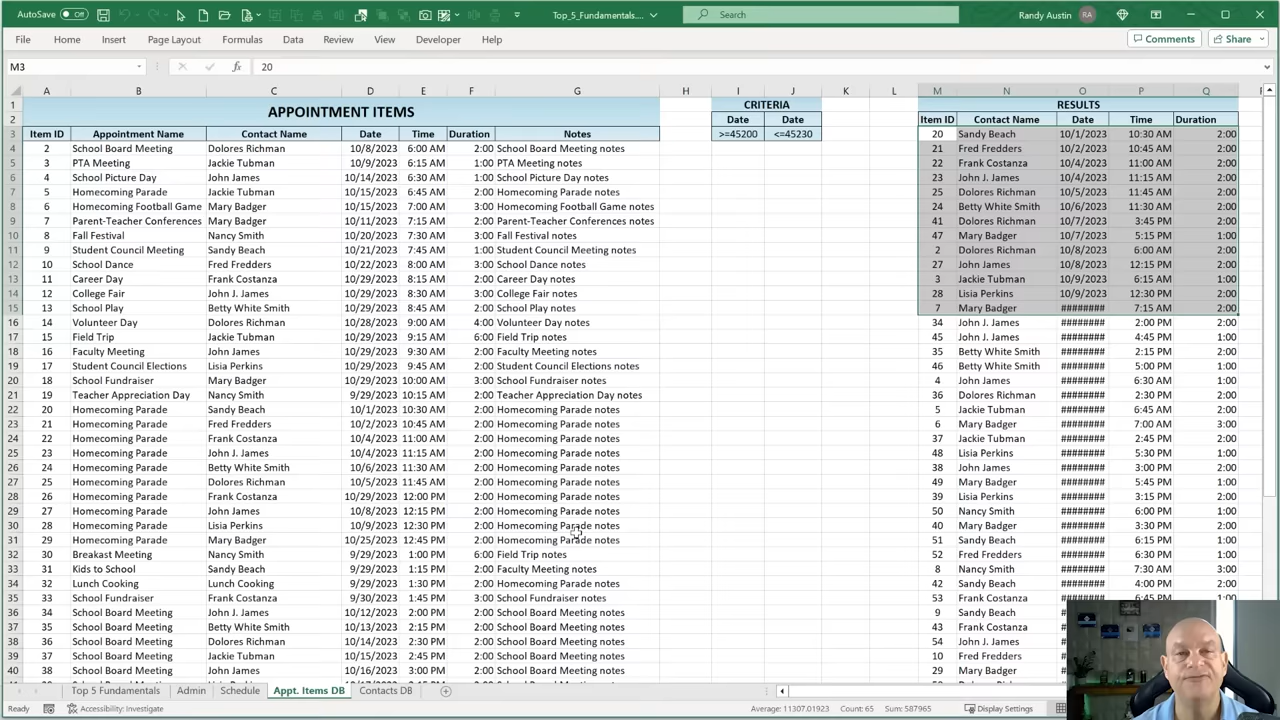 AutoSave Off Top_5_Fundamentals.... Search Randy Austin RA
File Home Insert Page Layout Formulas Data Review View Developer Help Comments Share
M3 fx 20
A B C D E F G H I J K L M N O P Q
1 APPOINTMENT ITEMS CRITERIA RESULTS
2 Date Date Item ID Contact Name Date Time Duration
3 Item ID Appointment Name Contact Name Date Time Duration Notes >=45200 <=45230 20 Sandy Beach 10/1/2023 10:30 AM 2:00
4 2 School Board Meeting Dolores Richman 10/8/2023 6:00 AM 2:00 School Board Meeting notes 21 Fred Fredders 10/2/2023 10:45 AM 2:00
5 3 PTA Meeting Jackie Tubman 10/9/2023 6:15 AM 1:00 PTA Meeting notes 22 Frank Costanza 10/4/2023 11:00 AM 2:00
6 4 School Picture Day John James 10/14/2023 6:30 AM 1:00 School Picture Day notes 23 John J. James 10/4/2023 11:15 AM 2:00
7 5 Homecoming Parade Jackie Tubman 10/15/2023 6:45 AM 2:00 Homecoming Parade notes 25 Dolores Richman 10/5/2023 11:45 AM 2:00
8 6 Homecoming Football Game Mary Badger 10/15/2023 7:00 AM 3:00 Homecoming Football Game notes 24 Betty White Smith 10/6/2023 11:30 AM 2:00
9 7 Parent-Teacher Conferences Mary Badger 10/11/2023 7:15 AM 2:00 Parent-Teacher Conferences notes 41 Dolores Richman 10/7/2023 3:45 PM 2:00
10 8 Fall Festival Nancy Smith 10/20/2023 7:30 AM 3:00 Fall Festival notes 47 Mary Badger 10/7/2023 5:15 PM 1:00
11 9 Student Council Meeting Sandy Beach 10/21/2023 7:45 AM 1:00 Student Council Meeting notes 2 Dolores Richman 10/8/2023 6:00 AM 2:00
12 10 School Dance Fred Fredders 10/22/2023 8:00 AM 3:00 School Dance notes 27 John James 10/8/2023 12:15 PM 2:00
13 11 Career Day Frank Costanza 10/24/2023 8:15 AM 2:00 Career Day notes 3 Jackie Tubman 10/9/2023 6:15 AM 1:00
14 12 College Fair John J. James 10/24/2023 8:30 AM 3:00 College Fair notes 28 Lisia Perkins 10/9/2023 12:30 PM 2:00
15 13 School Play Betty White Smith 10/29/2023 8:45 AM 2:00 School Play notes 7 Mary Badger ######## 7:15 AM 2:00
16 14 Volunteer Day Dolores Richman 10/28/2023 9:00 AM 4:00 Volunteer Day notes 34 John J. James ######## 2:00 PM 2:00
17 15 Field Trip Jackie Tubman 10/29/2023 9:15 AM 6:00 Field Trip notes 45 John J. James ######## 4:45 PM 1:00
18 16 Faculty Meeting John James 10/29/2023 9:30 AM 2:00 Faculty Meeting notes 35 Betty White Smith ######## 2:15 PM 2:00
19 17 Student Council Elections Lisia Perkins 10/29/2023 9:45 AM 2:00 Student Council Elections notes 46 Betty White Smith ######## 5:00 PM 1:00
20 18 School Fundraiser Mary Badger 10/29/2023 10:00 AM 3:00 School Fundraiser notes 4 John James ######## 6:30 AM 1:00
21 19 Teacher Appreciation Day Nancy Smith 9/29/2023 10:15 AM 2:00 Teacher Appreciation Day notes 36 Dolores Richman ######## 2:30 PM 2:00
22 20 Homecoming Parade Sandy Beach 10/1/2023 10:30 AM 2:00 Homecoming Parade notes 5 Jackie Tubman ######## 6:45 AM 2:00
23 21 Homecoming Parade Fred Fredders 10/2/2023 10:45 AM 2:00 Homecoming Parade notes 6 Mary Badger ######## 7:00 AM 3:00
24 22 Homecoming Parade Frank Costanza 10/4/2023 11:00 AM 2:00 Homecoming Parade notes 37 Jackie Tubman ######## 2:45 PM 2:00
25 23 Homecoming Parade John J. James 10/4/2023 11:15 AM 2:00 Homecoming Parade notes 48 Lisia Perkins ######## 5:30 PM 1:00
26 24 Homecoming Parade Betty White Smith 10/6/2023 11:30 AM 2:00 Homecoming Parade notes 38 John James ######## 3:00 PM 2:00
27 25 Homecoming Parade Dolores Richman 10/5/2023 11:45 AM 2:00 Homecoming Parade notes 49 Mary Badger ######## 5:45 PM 1:00
28 26 Homecoming Parade Frank Costanza 10/29/2023 12:00 PM 2:00 Homecoming Parade notes 39 Lisia Perkins ######## 3:15 PM 2:00
29 27 Homecoming Parade John James 10/8/2023 12:15 PM 2:00 Homecoming Parade notes 50 Nancy Smith ######## 6:00 PM 1:00
30 28 Homecoming Parade Lisia Perkins 10/9/2023 12:30 PM 2:00 Homecoming Parade notes 40 Mary Badger ######## 3:30 PM 2:00
31 29 Homecoming Parade Mary Badger 10/25/2023 12:45 PM 2:00 Homecoming Parade notes 51 Sandy Beach ######## 6:15 PM 1:00
32 30 Breakast Meeting Nancy Smith 9/29/2023 1:00 PM 6:00 Field Trip notes 52 Fred Fredders ######## 6:30 PM 1:00
33 31 Kids to School Sandy Beach 9/29/2023 1:15 PM 2:00 Faculty Meeting notes 8 Nancy Smith ######## 7:30 AM 3:00
34 32 Lunch Cooking Lunch Cooking 9/29/2023 1:30 PM 2:00 Homecoming Parade notes 42 Sandy Beach ######## 4:00 PM 2:00
35 33 School Fundraiser Frank Costanza 9/30/2023 1:45 PM 3:00 School Fundraiser notes 53 Frank Costanza ######## 6:45 PM 1:00
36 34 School Board Meeting John J. James 10/12/2023 2:00 PM 2:00 School Board Meeting notes 9 Sandy Beach
37 35 School Board Meeting Betty White Smith 10/13/2023 2:15 PM 2:00 School Board Meeting notes 43 Frank Costanza
38 36 School Board Meeting Dolores Richman 10/14/2023 2:30 PM 2:00 School Board Meeting notes 54 John J. James
39 37 School Board Meeting Jackie Tubman 10/15/2023 2:45 PM 2:00 School Board Meeting notes 10 Fred Fredders
40 38 School Board Meeting John James 10/16/2023 3:00 PM 2:00 School Board Meeting notes 29 Mary Badger
Top 5 Fundamentals Admin Schedule Appt. Items DB Contacts DB
Accessibility: Investigate Average: 11307.01923 Count: 65 Sum: 587965 Display Settings